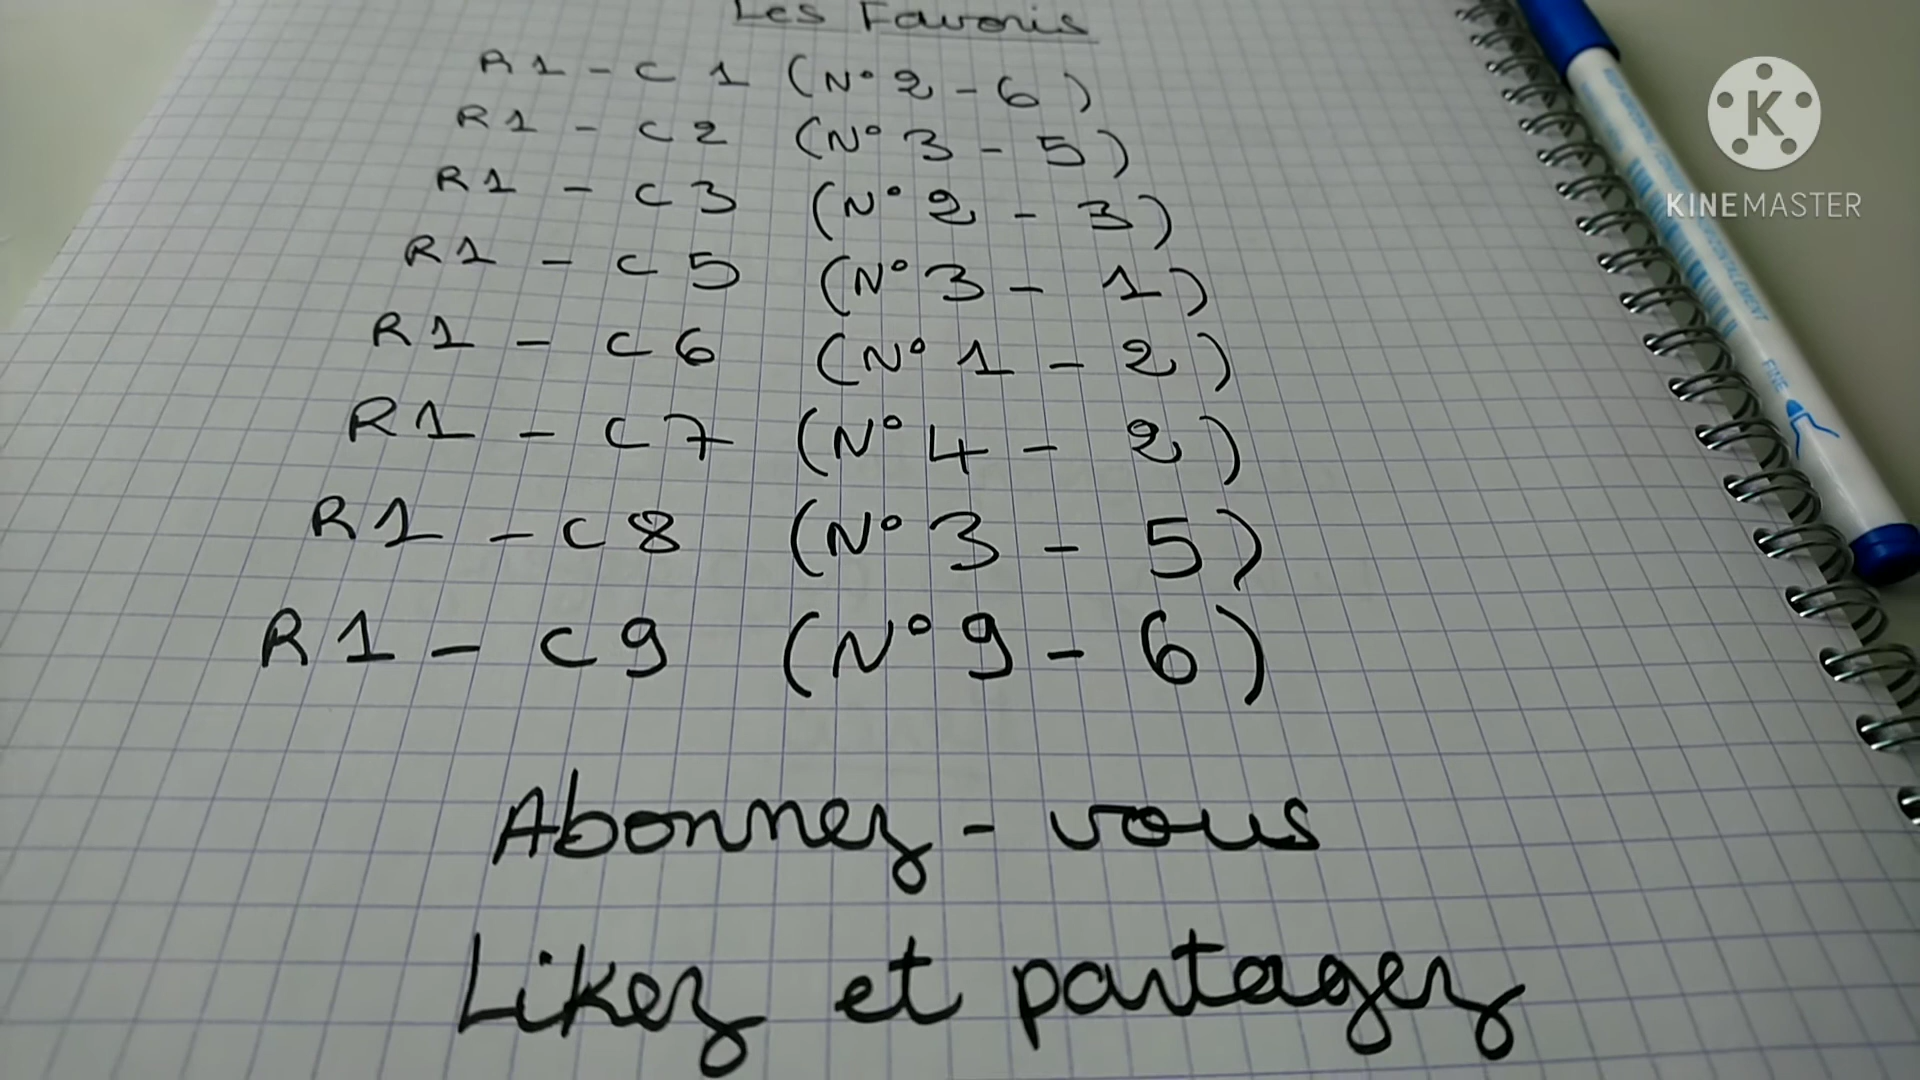 Les Favoris
R1 - C1 (N° 2 - 6)
R1 - C2 (N° 3 - 5)
R1 - C3 (N° 2 - 3)
R1 - C5 (N° 3 - 1)
R1 - C6 (N° 1 - 2)
R1 - C7 (N° 4 - 2)
R1 - C8 (N° 3 - 5)
R1 - C9 (N° 9 - 6)
Abonnez - vous
Likez et partagez
K
KINEMASTER
FINE